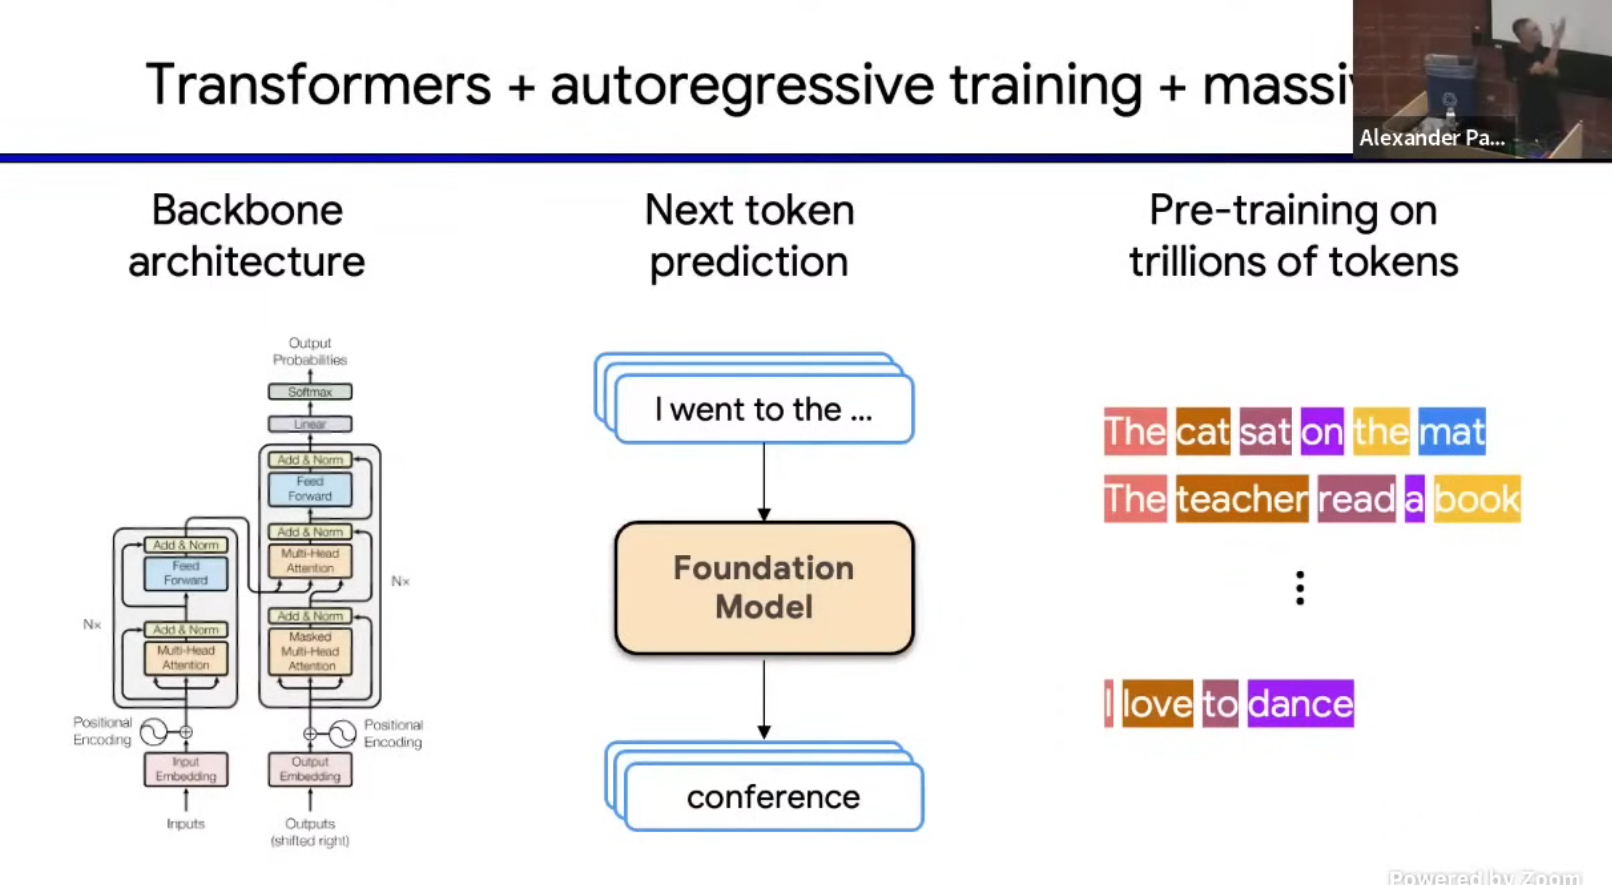 Transformers + autoregressive training +
Alexander Pa...
Backbone
architecture
Next token
prediction
Pre-training on
trillions of tokens
Output
Probabilities
Softmax
Linear
Add & Norm
Feed
Forward
Add & Norm
Multi-Head
Attention
Nx
Add & Norm
Masked
Multi-Head
Attention
Add & Norm
Feed
Forward
Nx
Add & Norm
Multi-Head
Attention
Positional
Encoding
Positional
Encoding
Input
Embedding
Output
Embedding
Inputs
Outputs
(shifted right)
I went to the ...
Foundation
Model
conference
The cat sat on the mat
The teacher read a book
I love to dance
Powered by Zoom